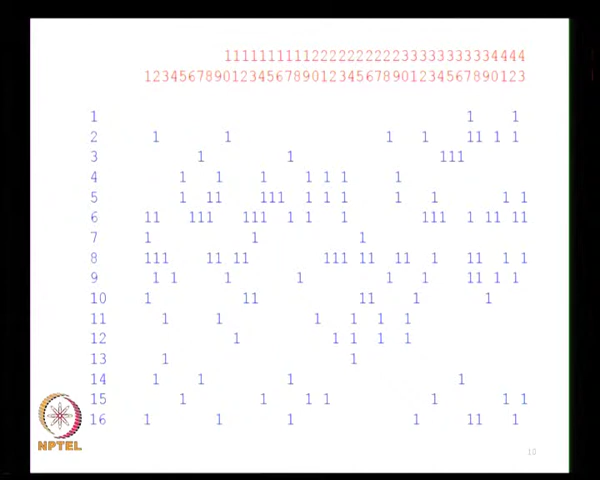 1111111111222222222233333333334444
1234567890123456789012345678901234567890123
1 1 1
2 1 1 1 1 11 1 1
3 1 1 111
4 1 1 1 1 1 1 1
5 1 11 111 1 1 1 1 1 1 1
6 11 111 111 1 1 1 111 1 11 11
7 1 1 1
8 111 11 11 111 11 11 1 11 1 1
9 1 1 1 1 1 1 11 1 1
10 1 11 11 1 1
11 1 1 1 1 1 1
12 1 1 1 1 1
13 1 1
14 1 1 1 1
15 1 1 1 1 1 1 1
16 1 1 1 1 11 1
NPTEL
10